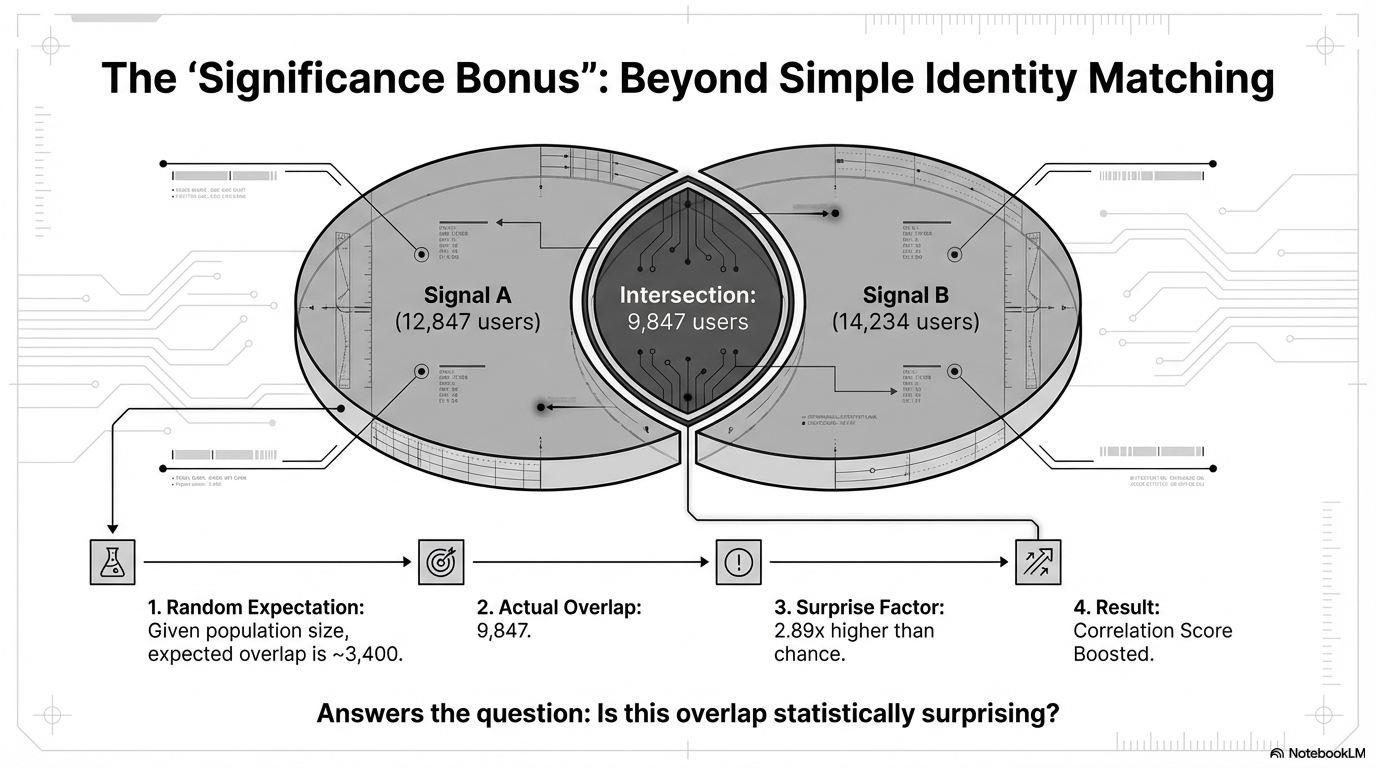 The ‘Significance Bonus”: Beyond Simple Identity Matching
Signal A
(12,847 users)
Intersection:
9,847 users
Signal B
(14,234 users)
1. Random Expectation:
Given population size,
expected overlap is ~3,400.
2. Actual Overlap:
9,847.
3. Surprise Factor:
2.89x higher than
chance.
4. Result:
Correlation Score
Boosted.
Answers the question: Is this overlap statistically surprising?
NotebookLM